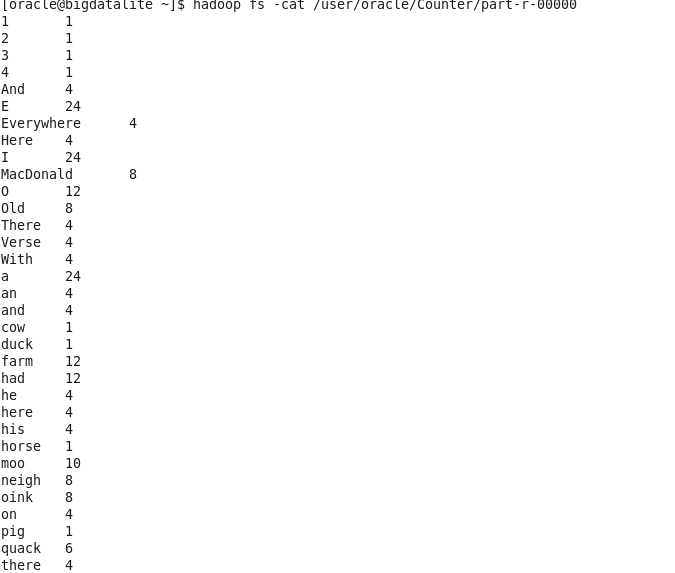 [oracle@bigdatalite ~]$ hadoop fs -cat /user/oracle/Counter/part-r-00000
1	1
2	1
3	1
4	1
And	4
E	24
Everywhere	4
Here	4
I	24
MacDonald	8
O	12
Old	8
There	4
Verse	4
With	4
a	24
an	4
and	4
cow	1
duck	1
farm	12
had	12
he	4
here	4
his	4
horse	1
moo	10
neigh	8
oink	8
on	4
pig	1
quack	6
there	4